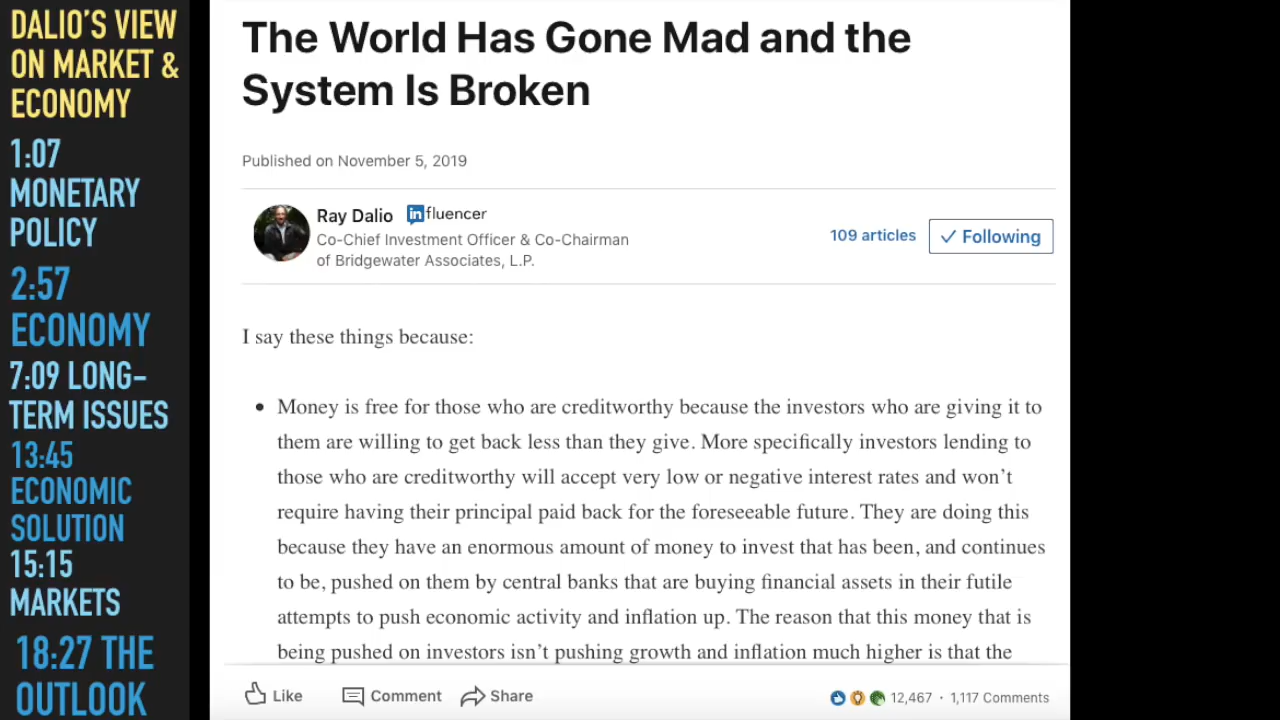 DALIO'S VIEW
ON MARKET &
ECONOMY
1:07
MONETARY
POLICY
2:57
ECONOMY
7:09 LONG-
TERM ISSUES
13:45
ECONOMIC
SOLUTION
15:15
MARKETS
18:27 THE
OUTLOOK
The World Has Gone Mad and the
System Is Broken
Published on November 5, 2019
Ray Dalio influencer
Co-Chief Investment Officer & Co-Chairman
of Bridgewater Associates, L.P.
109 articles
Following
I say these things because:
• Money is free for those who are creditworthy because the investors who are giving it to
them are willing to get back less than they give. More specifically investors lending to
those who are creditworthy will accept very low or negative interest rates and won’t
require having their principal paid back for the foreseeable future. They are doing this
because they have an enormous amount of money to invest that has been, and continues
to be, pushed on them by central banks that are buying financial assets in their futile
attempts to push economic activity and inflation up. The reason that this money that is
being pushed on investors isn’t pushing growth and inflation much higher is that the
Like Comment Share
12,467 · 1,117 Comments